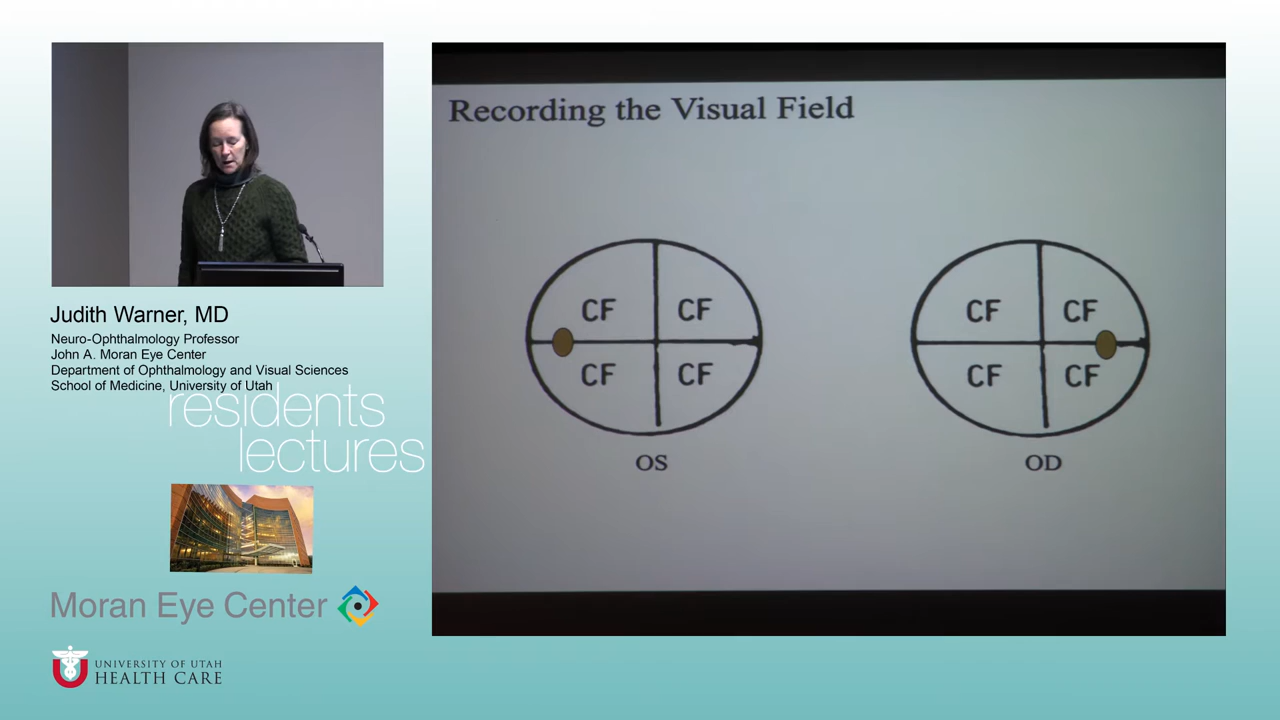 Recording the Visual Field
CF CF
CF CF
OS
CF CF
CF CF
OD
Judith Warner, MD
Neuro-Ophthalmology Professor
John A. Moran Eye Center
Department of Ophthalmology and Visual Sciences
School of Medicine, University of Utah
residents
lectures
Moran Eye Center
UNIVERSITY OF UTAH
HEALTH CARE